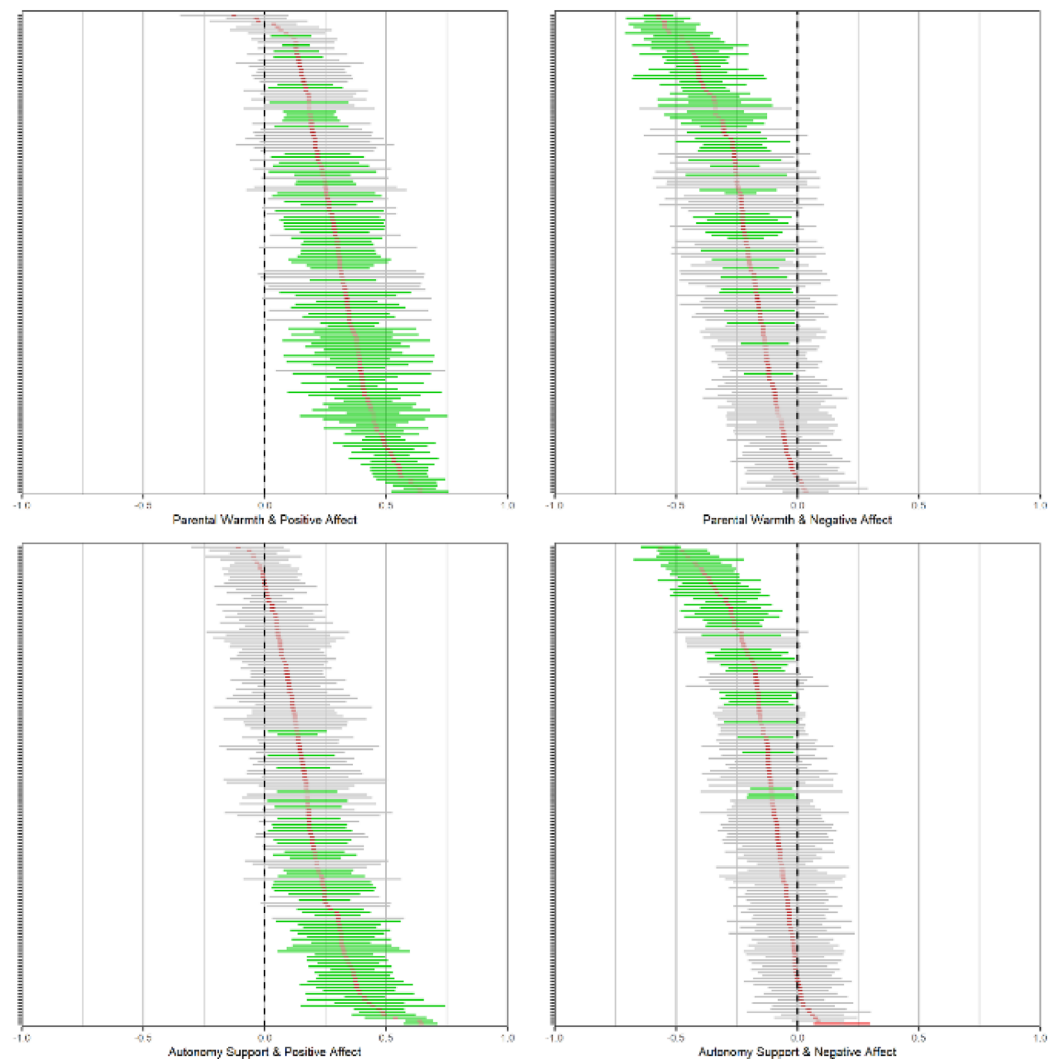 -1.0 -0.5 0.0 0.5 1.0
Parental Warmth & Positive Affect
-1.0 -0.5 0.0 0.5 1.0
Parental Warmth & Negative Affect
-1.0 -0.5 0.0 0.5 1.0
Autonomy Support & Positive Affect
-1.0 -0.5 0.0 0.5 1.0
Autonomy Support & Negative Affect